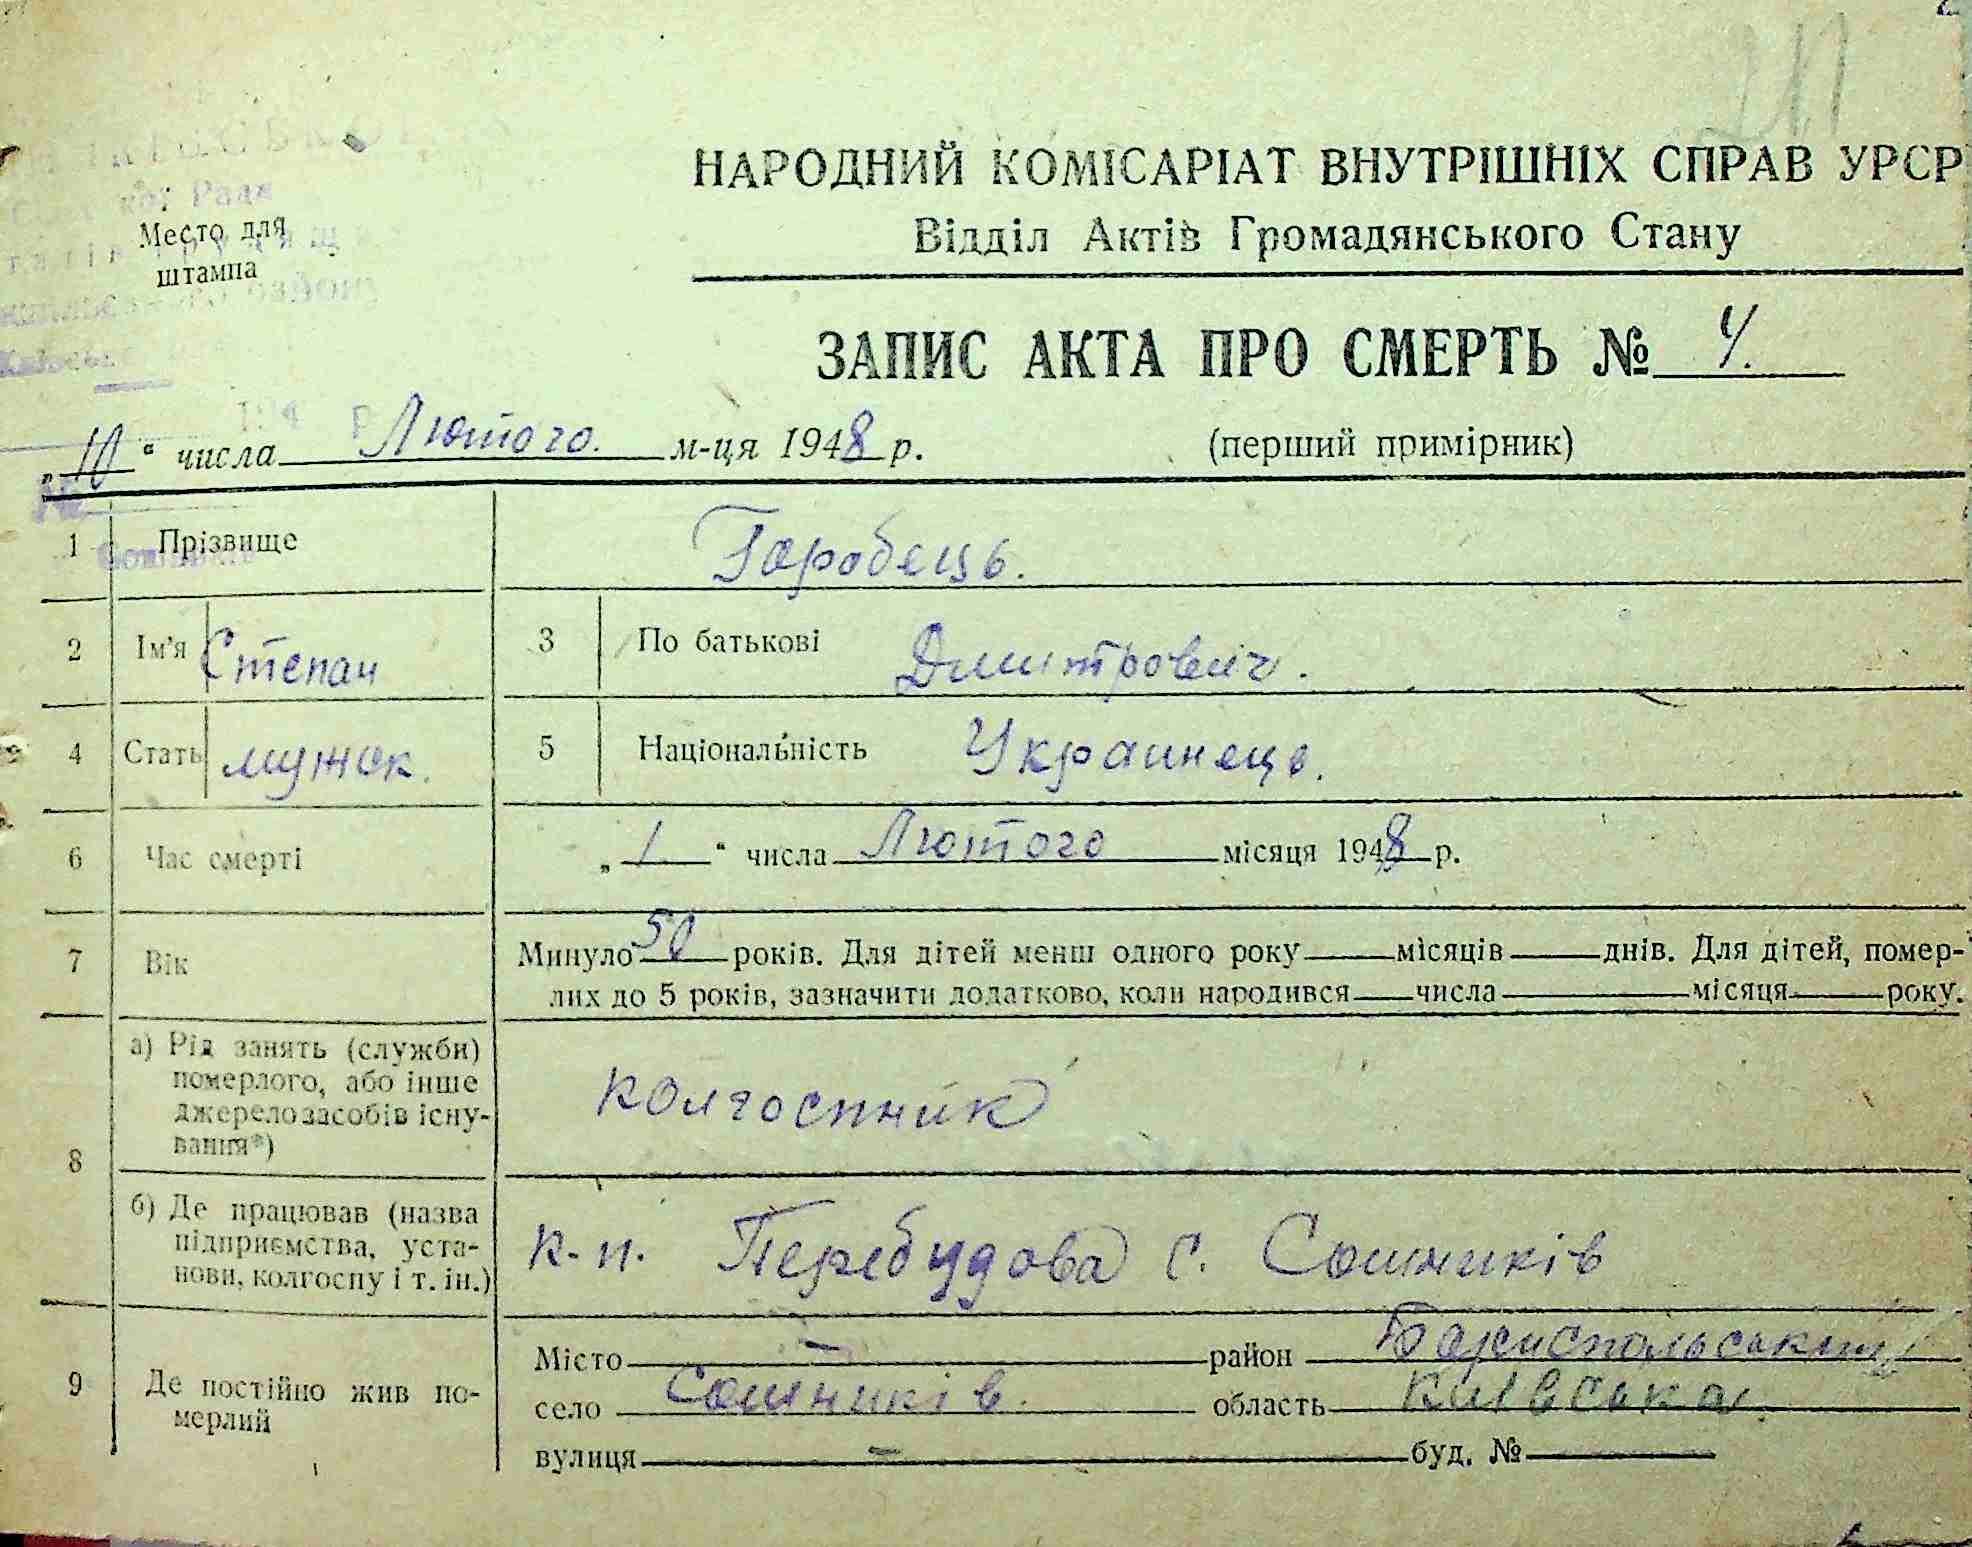 Место для
штампа
НАРОДНИЙ КОМІСАРІАТ ВНУТРІШНІХ СПРАВ УРСР
Відділ Актів Громадянського Стану
ЗАПИС АКТА ПРО СМЕРТЬ № 4.
„10“ числа Лютого. м-ця 1948 р. (перший примірник)
1 Прізвище Горобець.
2 Ім'я Степан 3 По батькові Дмитрович.
4 Стать мужск. 5 Національність Украинець.
6 Час смерті „1“ числа Лютого місяця 1948 р.
7 Вік Минуло 50 років. Для дітей менш одного року місяців днів. Для дітей, помер-
лих до 5 років, зазначити додатково, коли народився числа місяця року.
8 а) Рід занять (служби)
померлого, або інше
джерело засобів існу-
вання*)
колгоспник
б) Де працював (назва
підприємства, уста-
нови, колгоспу і т. ін.)
к-п. Перебудова с. Сошников
9 Де постійно жив по-
мерлий
Місто — район Бориспольський
село Сошників. область Київська.
вулиця — буд. №